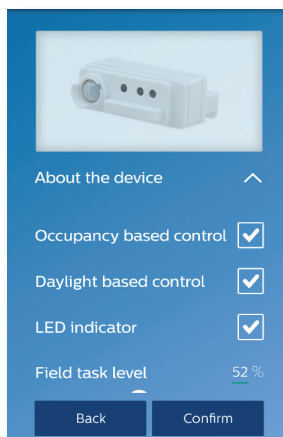 About the device
Occupancy based control
Daylight based control
LED indicator
Field task level 52 %
Back Confirm